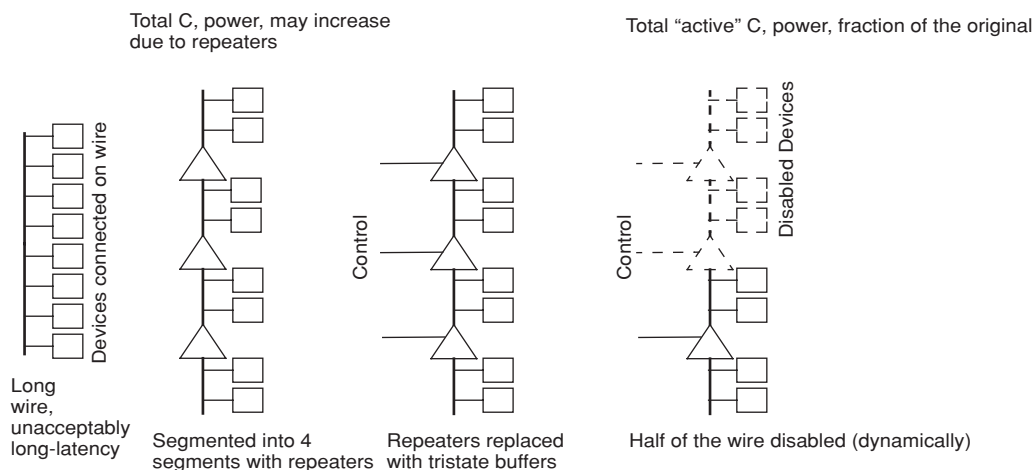 Total C, power, may increase
due to repeaters
Total “active” C, power, fraction of the original
Devices connected on wire
Control
Control
Disabled Devices
Long
wire,
unacceptably
long-latency
Segmented into 4
segments with repeaters
Repeaters replaced
with tristate buffers
Half of the wire disabled (dynamically)